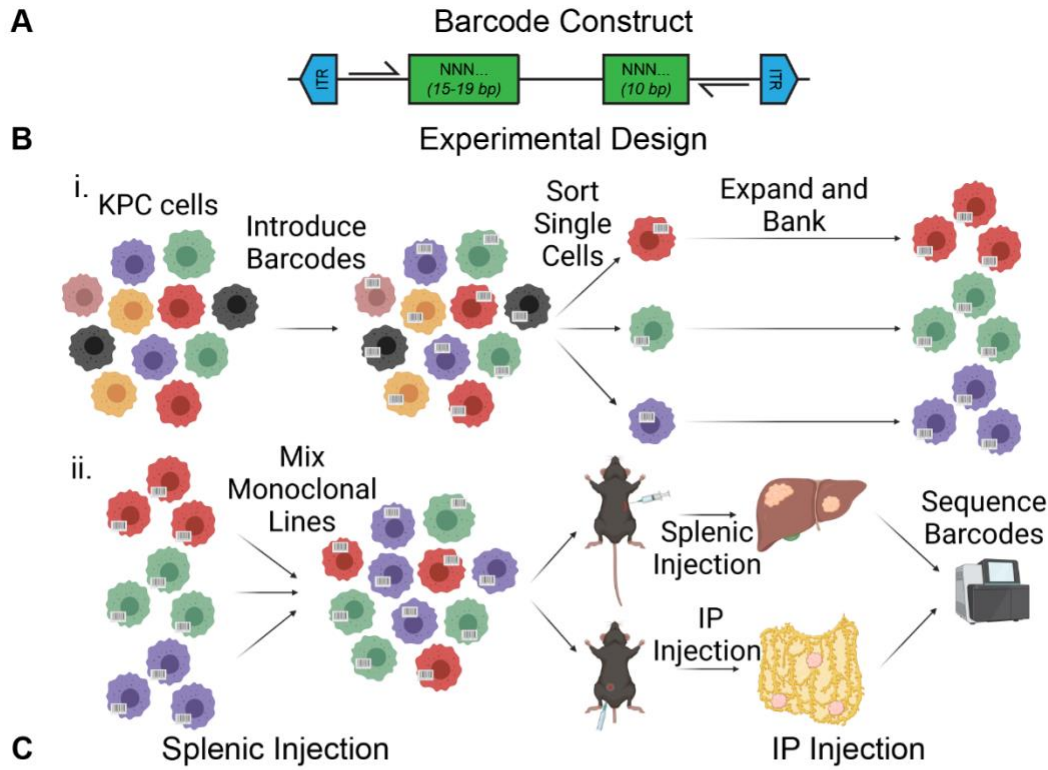 A
Barcode Construct
ITR
NNN...
(15-19 bp)
NNN...
(10 bp)
ITR
B
Experimental Design
i.
KPC cells
Introduce
Barcodes
Sort
Single
Cells
Expand and
Bank
ii.
Mix
Monoclonal
Lines
Splenic
Injection
IP
Injection
Sequence
Barcodes
C
Splenic Injection
IP Injection